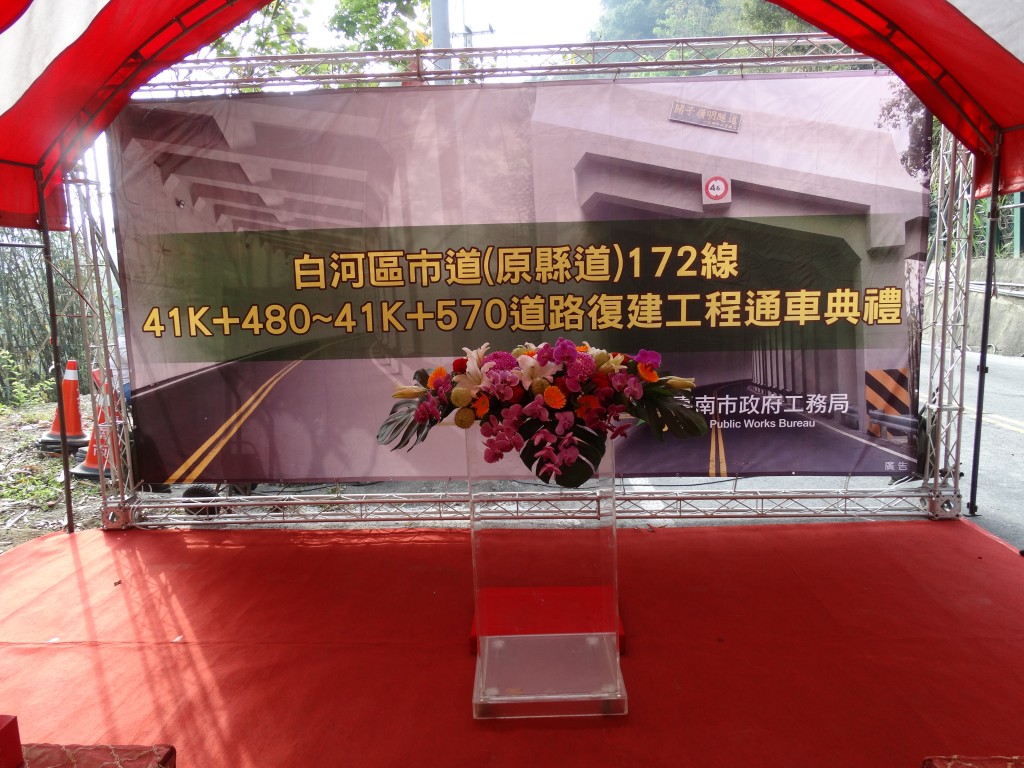 4.6
白河區市道(原縣道)172線
41K+480~41K+570道路復建工程通車典禮
南市政府工務局
Public Works Bureau
廣告